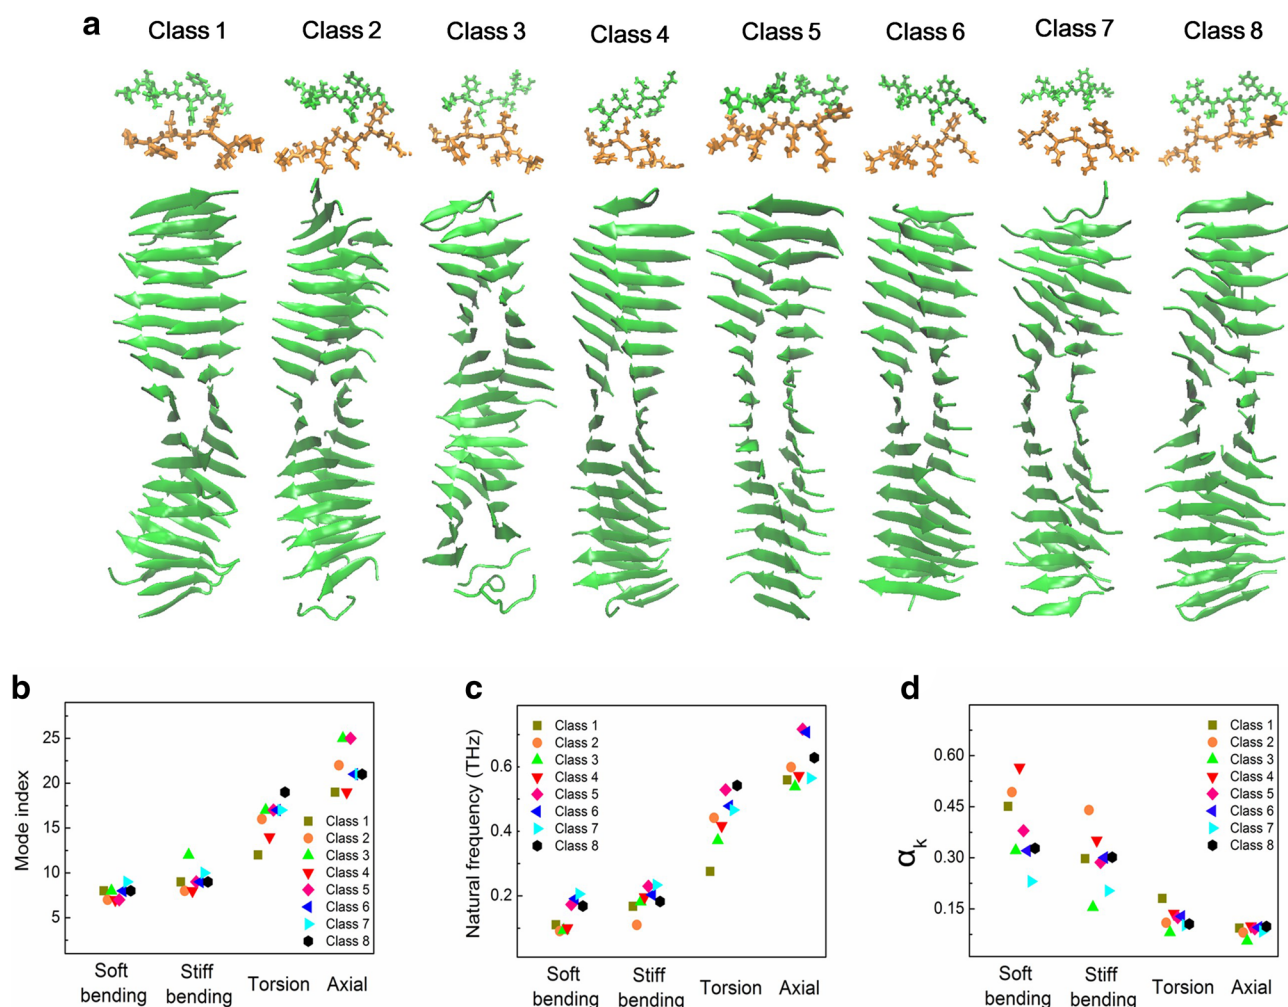 a
Class 1 Class 2 Class 3 Class 4 Class 5 Class 6 Class 7 Class 8
b
Mode index
25
20
15
10
5
Class 1
Class 2
Class 3
Class 4
Class 5
Class 6
Class 7
Class 8
Soft bending
Stiff bending
Torsion
Axial
c
Natural frequency (THz)
0.6
0.4
0.2
Class 1
Class 2
Class 3
Class 4
Class 5
Class 6
Class 7
Class 8
Soft bending
Stiff bending
Torsion
Axial
d
αk
0.60
0.45
0.30
0.15
Class 1
Class 2
Class 3
Class 4
Class 5
Class 6
Class 7
Class 8
Soft bending
Stiff bending
Torsion
Axial